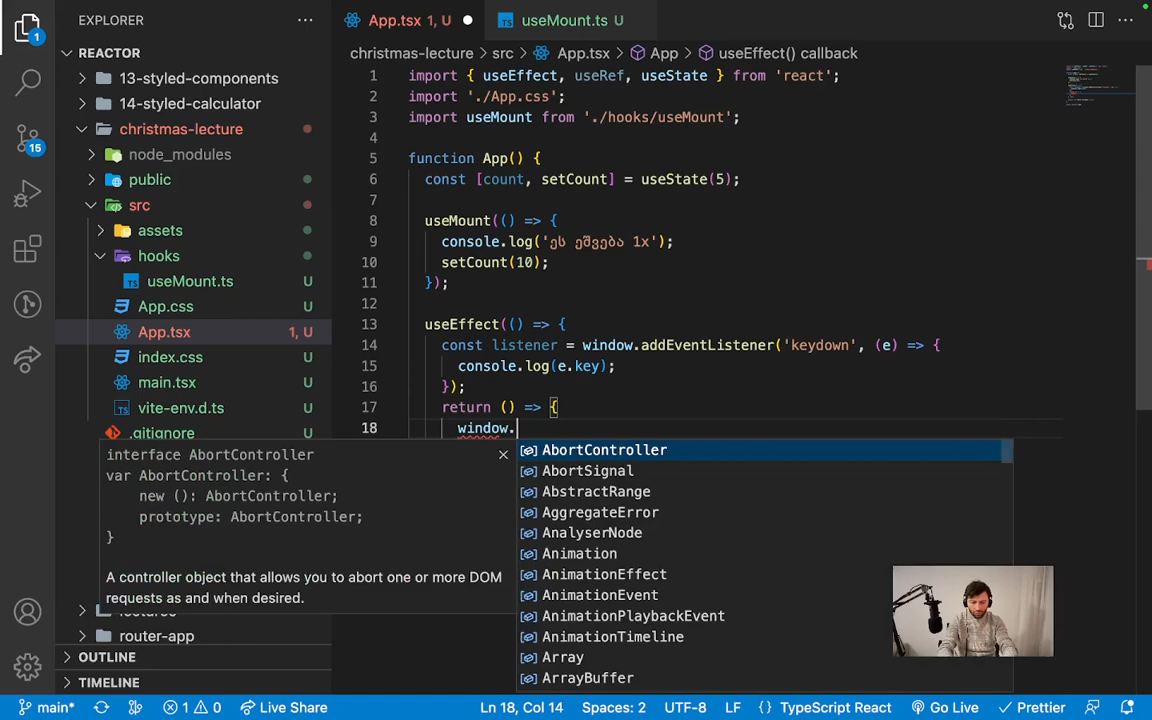 EXPLORER
App.tsx 1, U
useMount.ts U
REACTOR
christmas-lecture > src > App.tsx > App > useEffect() callback
13-styled-components
14-styled-calculator
christmas-lecture
node_modules
public
src
assets
hooks
useMount.ts U
App.css U
App.tsx 1, U
index.css U
main.tsx U
vite-env.d.ts U
.gitignore U
1 import { useEffect, useRef, useState } from 'react';
2 import './App.css';
3 import useMount from './hooks/useMount';
4
5 function App() {
6 const [count, setCount] = useState(5);
7
8 useMount(() => {
9 console.log('ეს ეშვება 1x');
10 setCount(10);
11 });
12
13 useEffect(() => {
14 const listener = window.addEventListener('keydown', (e) => {
15 console.log(e.key);
16 });
17 return () => {
18 window.
interface AbortController
var AbortController: {
new (): AbortController;
prototype: AbortController;
}
A controller object that allows you to abort one or more DOM
requests as and when desired.
AbortController
AbortSignal
AbstractRange
AggregateError
AnalyserNode
Animation
AnimationEffect
AnimationEvent
AnimationPlaybackEvent
AnimationTimeline
Array
ArrayBuffer
router-app
OUTLINE
TIMELINE
1
15
main* 1 0 Live Share Ln 18, Col 14 Spaces: 2 UTF-8 LF TypeScript React Go Live Prettier